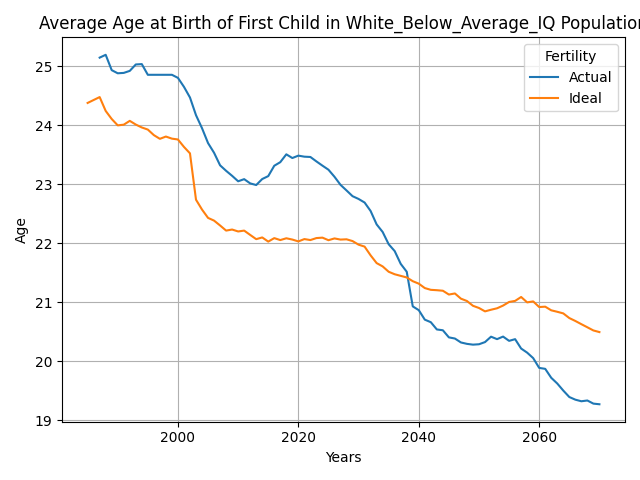 Average Age at Birth of First Child in White_Below_Average_IQ Population
Fertility
Actual
Ideal
25
24
23
22
21
20
19
Age
2000
2020
2040
2060
Years